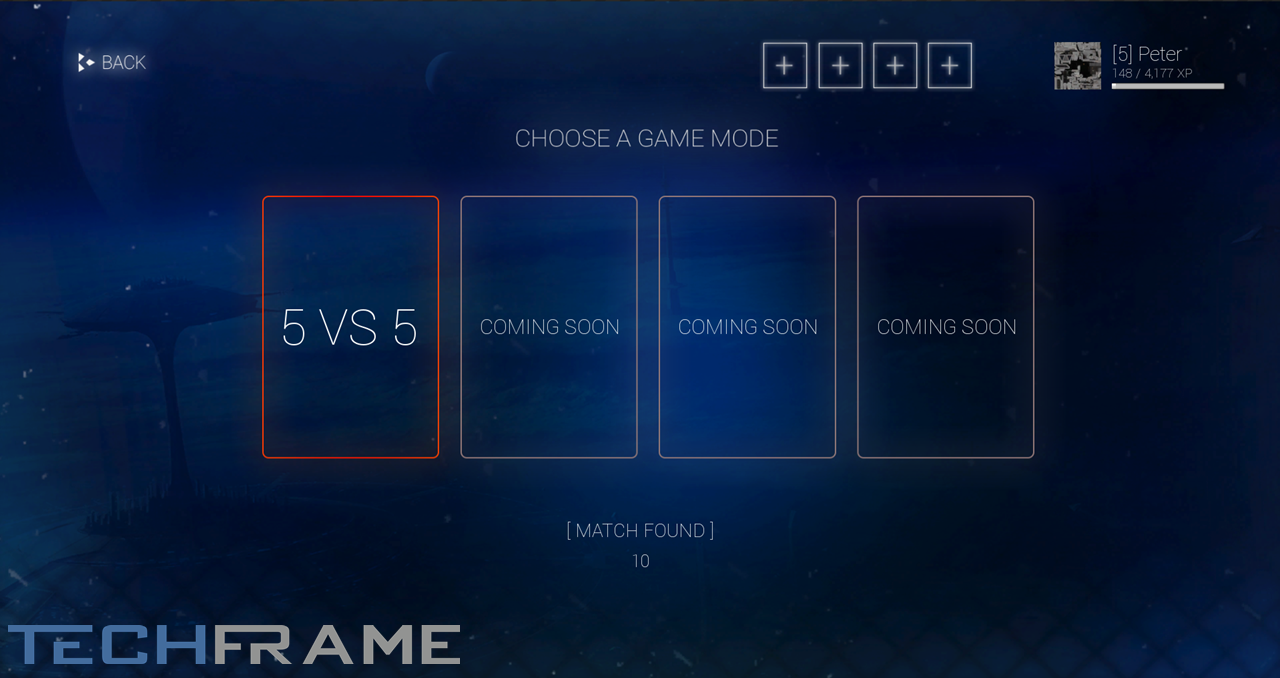 BACK
[5] Peter
148 / 4,177 XP
CHOOSE A GAME MODE
5 VS 5
COMING SOON
COMING SOON
COMING SOON
[ MATCH FOUND ]
10
TECHFRAME